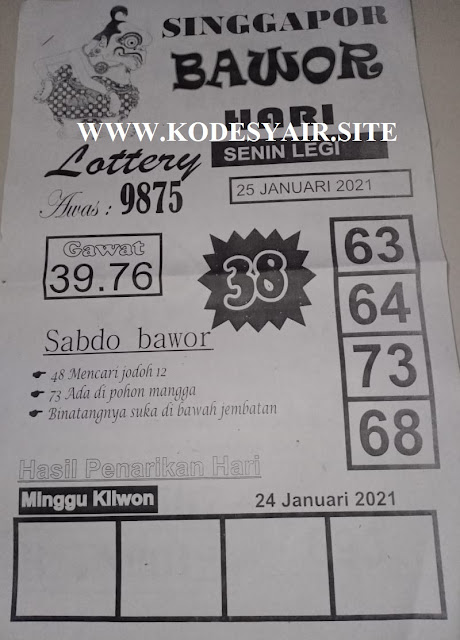 SINGGAPOR
BAWOR
HARI
WWW.KODESYAIR.SITE
Lottery
SENIN LEGI
25 JANUARI 2021
Awas : 9875
Gawat
39.76
38
63
64
73
68
Sabdo bawor
48 Mencari jodoh 12
73 Ada di pohon mangga
Binatangnya suka di bawah jembatan
Hasil Penarikan Hari
Minggu Kliwon
24 Januari 2021